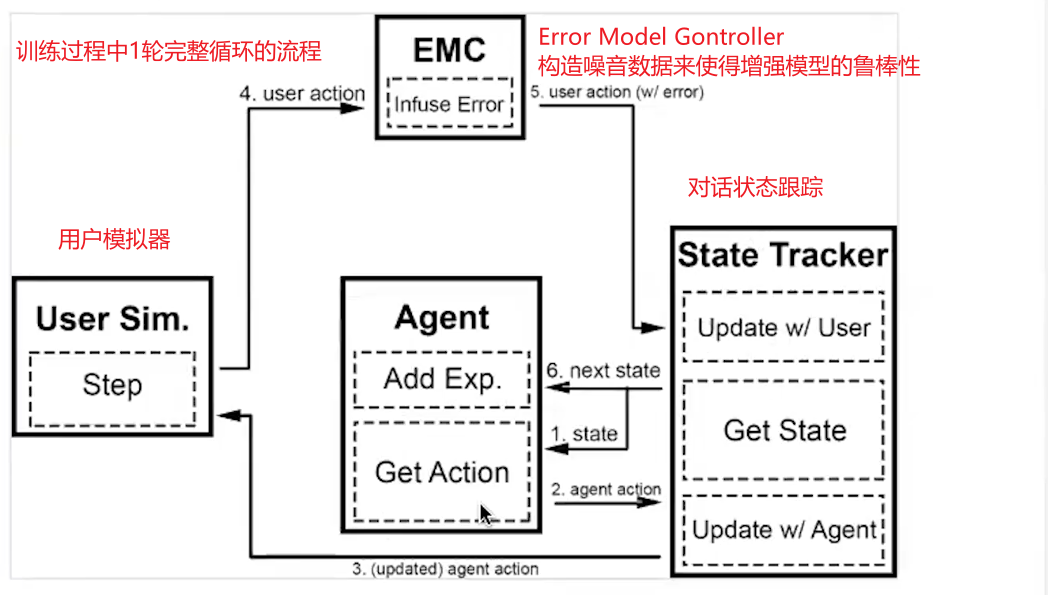 训练过程中1轮完整循环的流程
EMC
Infuse Error
Error Model Gontroller
构造噪音数据来使得增强模型的鲁棒性
4. user action
5. user action (w/ error)
对话状态跟踪
用户模拟器
User Sim.
Step
Agent
Add Exp.
Get Action
State Tracker
Update w/ User
Get State
Update w/ Agent
6. next state
1. state
2. agent action
3. (updated) agent action